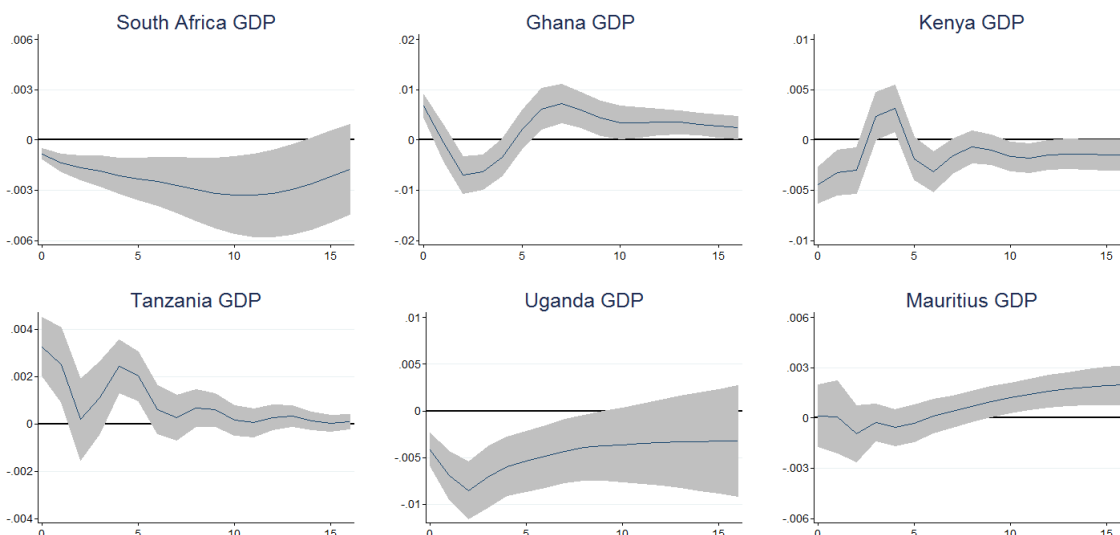 South Africa GDP
.006
.003
0
-.003
-.006
0 5 10 15
Ghana GDP
.02
.01
0
-.01
-.02
0 5 10 15
Kenya GDP
.01
.005
0
-.005
-.01
0 5 10 15
Tanzania GDP
.004
.002
0
-.002
-.004
0 5 10 15
Uganda GDP
.01
.005
0
-.005
-.01
0 5 10 15
Mauritius GDP
.006
.003
0
-.003
-.006
0 5 10 15